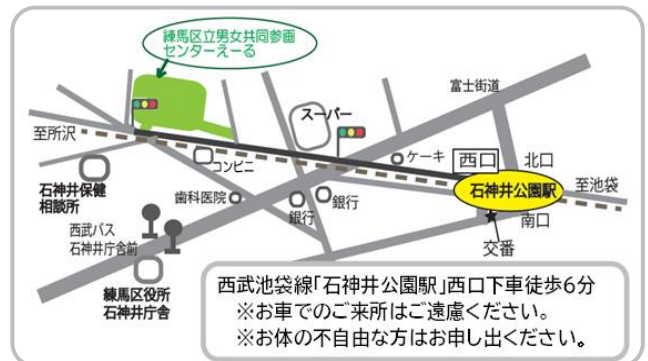 練馬区立男女共同参画
センターえーる
富士街道
スーパー
至所沢
ケーキ
西口
北口
コンビニ
石神井公園駅
至池袋
石神井保健
相談所
歯科医院
銀行
銀行
南口
西武バス
石神井庁舎前
交番
練馬区役所
石神井庁舎
西武池袋線「石神井公園駅」西口下車徒歩6分
※お車でのご来所はご遠慮ください。
※お体の不自由な方はお申し出ください。